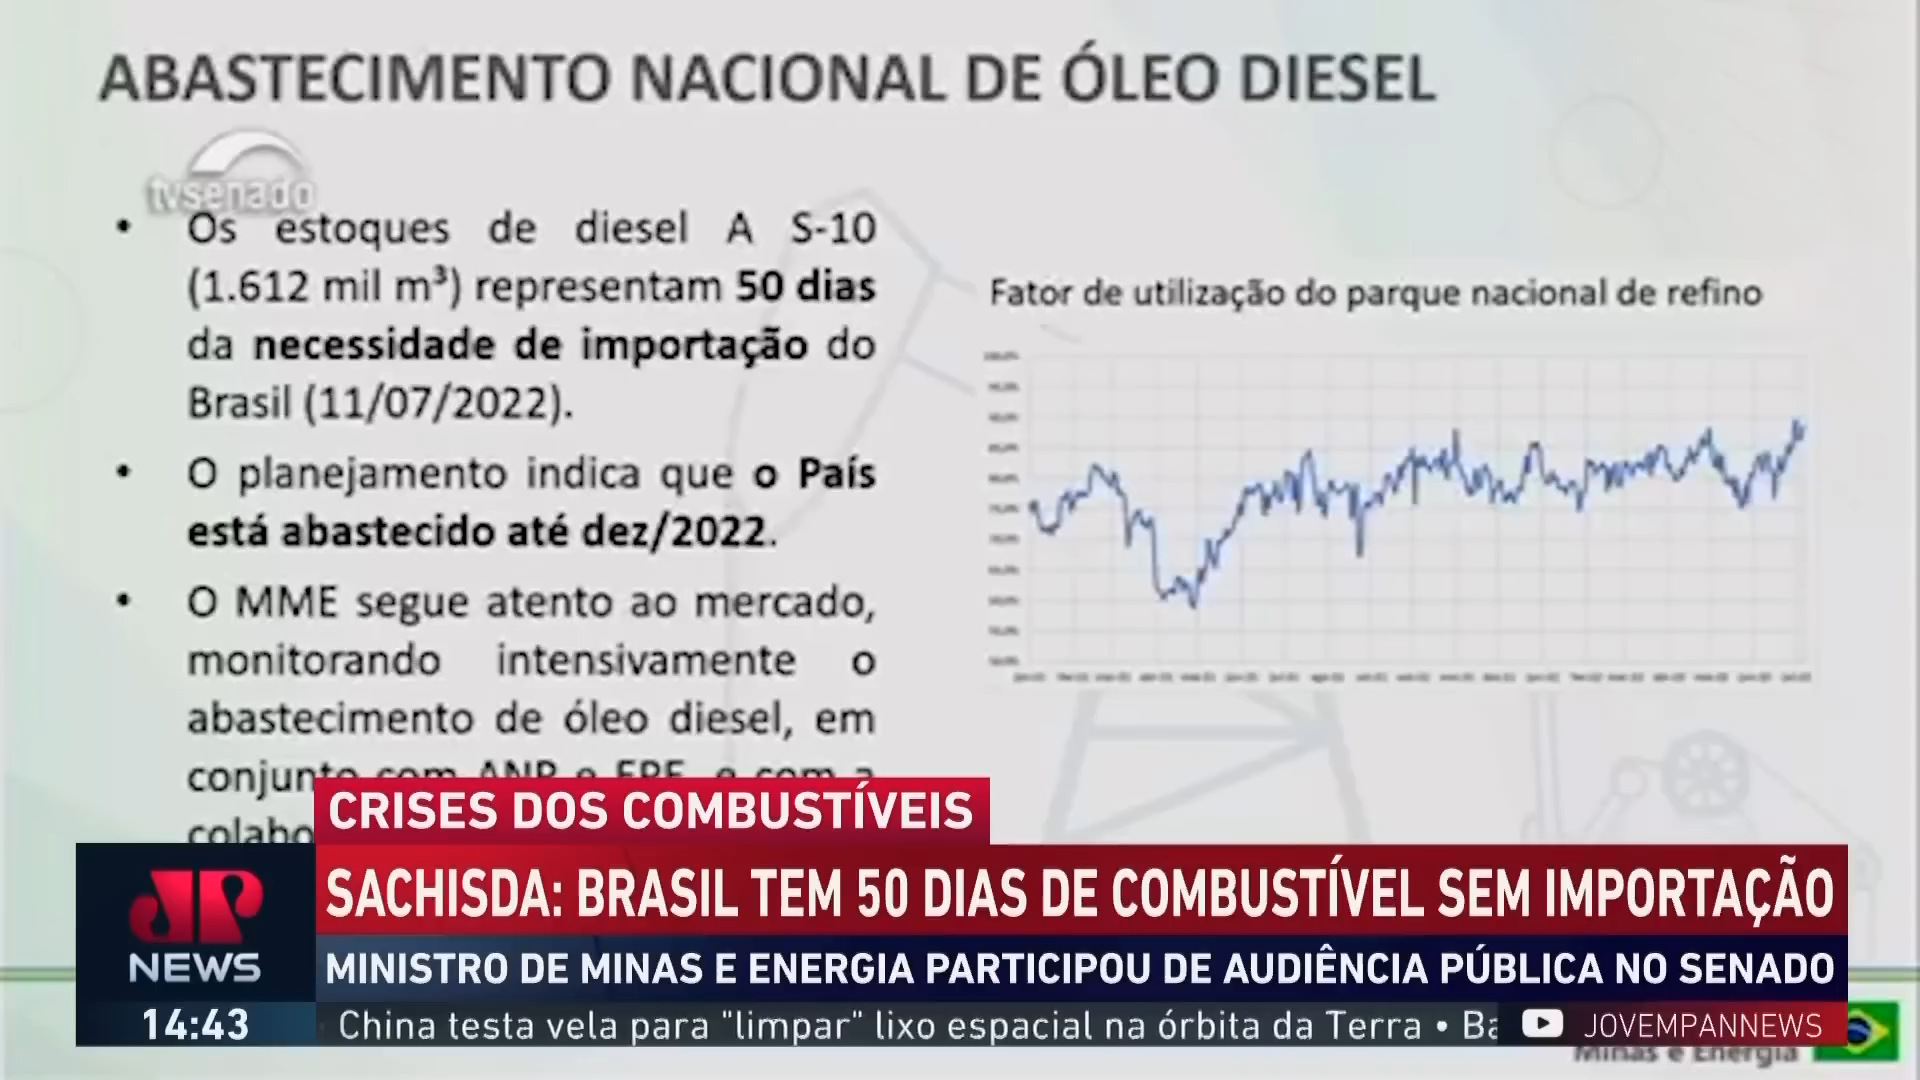 ABASTECIMENTO NACIONAL DE ÓLEO DIESEL
tvsenado
• Os estoques de diesel A S-10
(1.612 mil m³) representam 50 dias
da necessidade de importação do
Brasil (11/07/2022).
• O planejamento indica que o País
está abastecido até dez/2022.
• O MME segue atento ao mercado,
monitorando intensivamente o
abastecimento de óleo diesel, em
Fator de utilização do parque nacional de refino
CRISES DOS COMBUSTÍVEIS
SACHISDA: BRASIL TEM 50 DIAS DE COMBUSTÍVEL SEM IMPORTAÇÃO
MINISTRO DE MINAS E ENERGIA PARTICIPOU DE AUDIÊNCIA PÚBLICA NO SENADO
JP
NEWS
14:43
China testa vela para "limpar" lixo espacial na órbita da Terra •
JOVEMPANNEWS
Minas e Energia